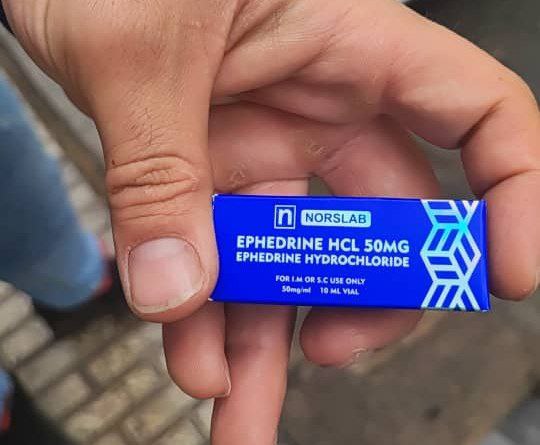 n NORSLAB
EPHEDRINE HCL 50MG
EPHEDRINE HYDROCHLORIDE
FOR I.M OR S.C USE ONLY
50mg/ml 10 ML VIAL